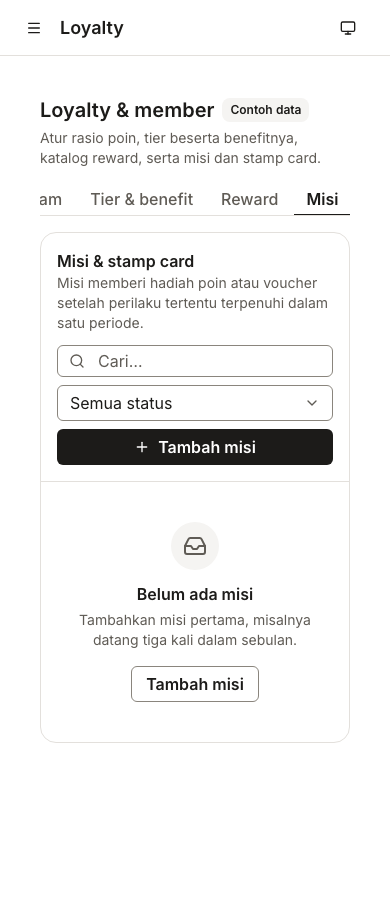 Loyalty
Loyalty & member
Contoh data
Atur rasio poin, tier beserta benefitnya,
katalog reward, serta misi dan stamp card.
am Tier & benefit Reward Misi
Misi & stamp card
Misi memberi hadiah poin atau voucher
setelah perilaku tertentu terpenuhi dalam
satu periode.
Cari...
Semua status
Tambah misi
Belum ada misi
Tambahkan misi pertama, misalnya
datang tiga kali dalam sebulan.
Tambah misi